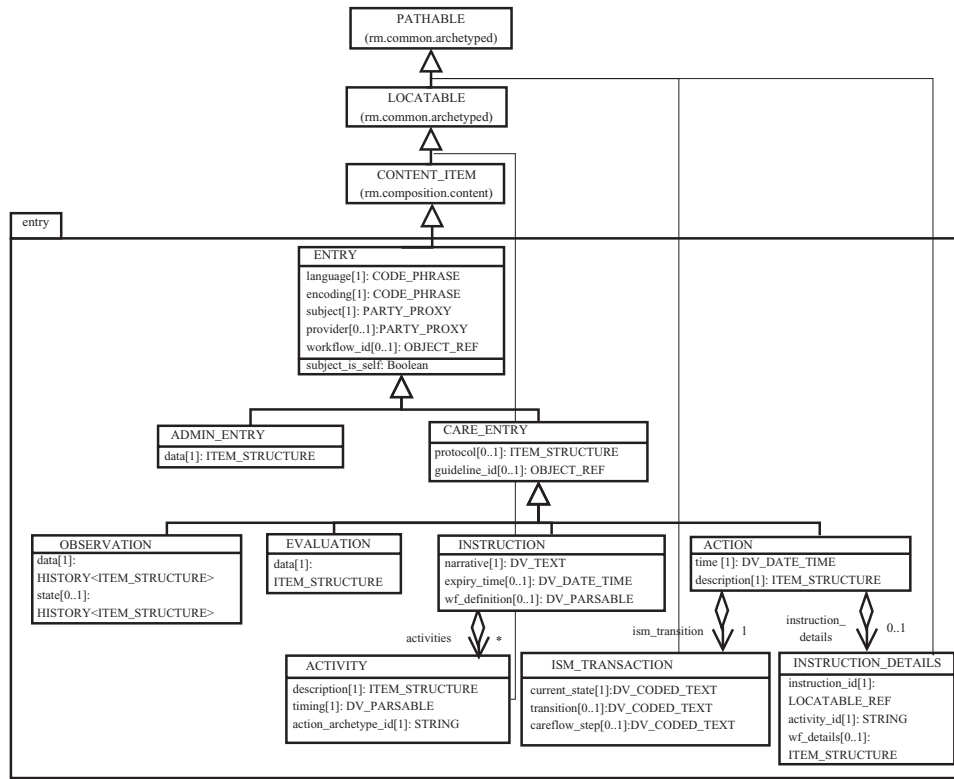 PATHABLE
(rm.common.archetyped)
LOCATABLE
(rm.common.archetyped)
CONTENT_ITEM
(rm.composition.content)
entry
ENTRY
language[1]: CODE_PHRASE
encoding[1]: CODE_PHRASE
subject[1]: PARTY_PROXY
provider[0..1]:PARTY_PROXY
workflow_id[0..1]: OBJECT_REF
subject_is_self: Boolean
ADMIN_ENTRY
data[1]: ITEM_STRUCTURE
CARE_ENTRY
protocol[0..1]: ITEM_STRUCTURE
guideline_id[0..1]: OBJECT_REF
OBSERVATION
data[1]:
HISTORY<ITEM_STRUCTURE>
state[0..1]:
HISTORY<ITEM_STRUCTURE>
EVALUATION
data[1]:
ITEM_STRUCTURE
INSTRUCTION
narrative[1]: DV_TEXT
expiry_time[0..1]: DV_DATE_TIME
wf_definition[0..1]: DV_PARSABLE
ACTION
time [1]: DV_DATE_TIME
description[1]: ITEM_STRUCTURE
activities
*
ism_transition
1
instruction_
details
0..1
ACTIVITY
description[1]: ITEM_STRUCTURE
timing[1]: DV_PARSABLE
action_archetype_id[1]: STRING
ISM_TRANSACTION
current_state[1]:DV_CODED_TEXT
transition[0..1]:DV_CODED_TEXT
careflow_step[0..1]:DV_CODED_TEXT
INSTRUCTION_DETAILS
instruction_id[1]:
LOCATABLE_REF
activity_id[1]: STRING
wf_details[0..1]:
ITEM_STRUCTURE